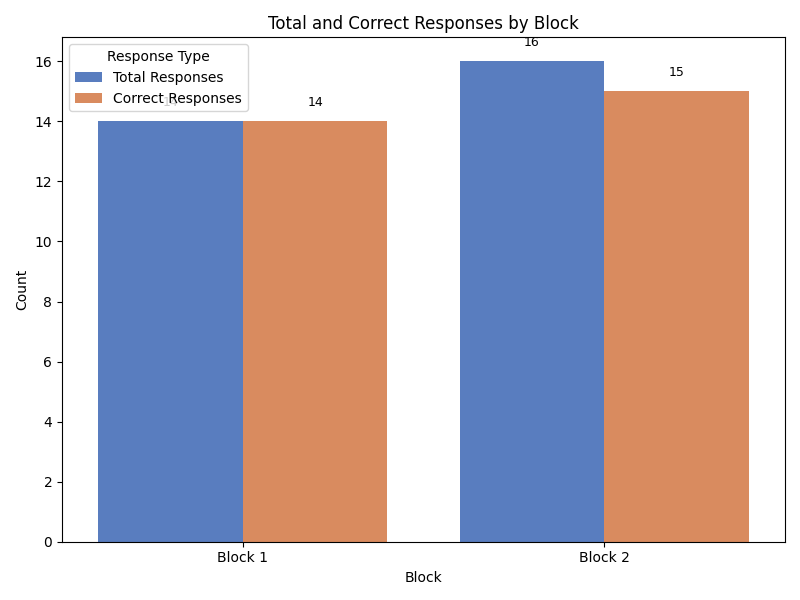 Total and Correct Responses by Block
16
Response Type
Total Responses
Correct Responses
15
14
14
16
14
12
10
8
6
4
2
0
Count
Block 1
Block 2
Block